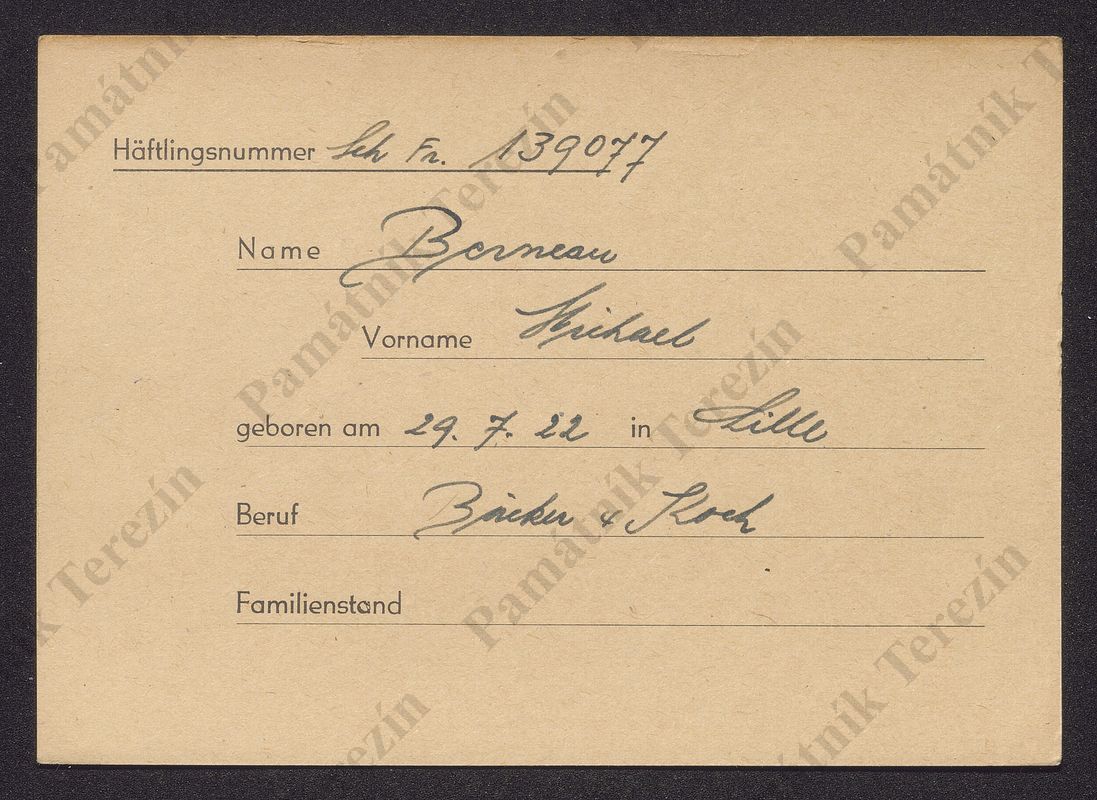 Häftlingsnummer Sch Fr. 139077
Name Berneau
Vorname Michael
geboren am 29. 7. 22 in Lille
Beruf Bäcker & Koch
Familienstand
Památník Terezín